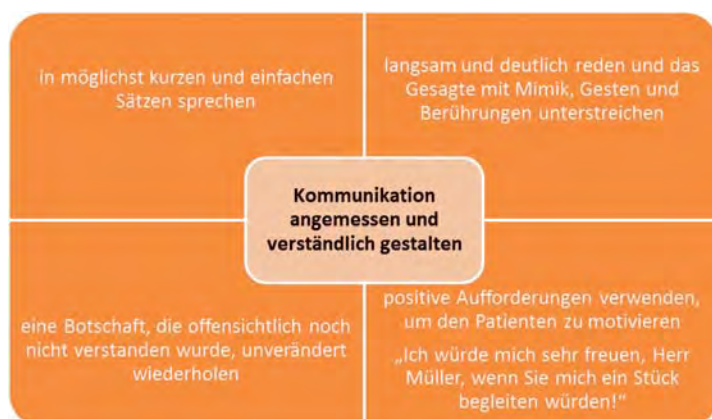 in möglichst kurzen und einfachen
Sätzen sprechen
langsam und deutlich reden und das
Gesagte mit Mimik, Gesten und
Berührungen unterstreichen
Kommunikation
angemessen und
verständlich gestalten
eine Botschaft, die offensichtlich noch
nicht verstanden wurde, unverändert
wiederholen
positive Aufforderungen verwenden,
um den Patienten zu motivieren
„Ich würde mich sehr freuen, Herr
Müller, wenn Sie mich ein Stück
begleiten würden!“